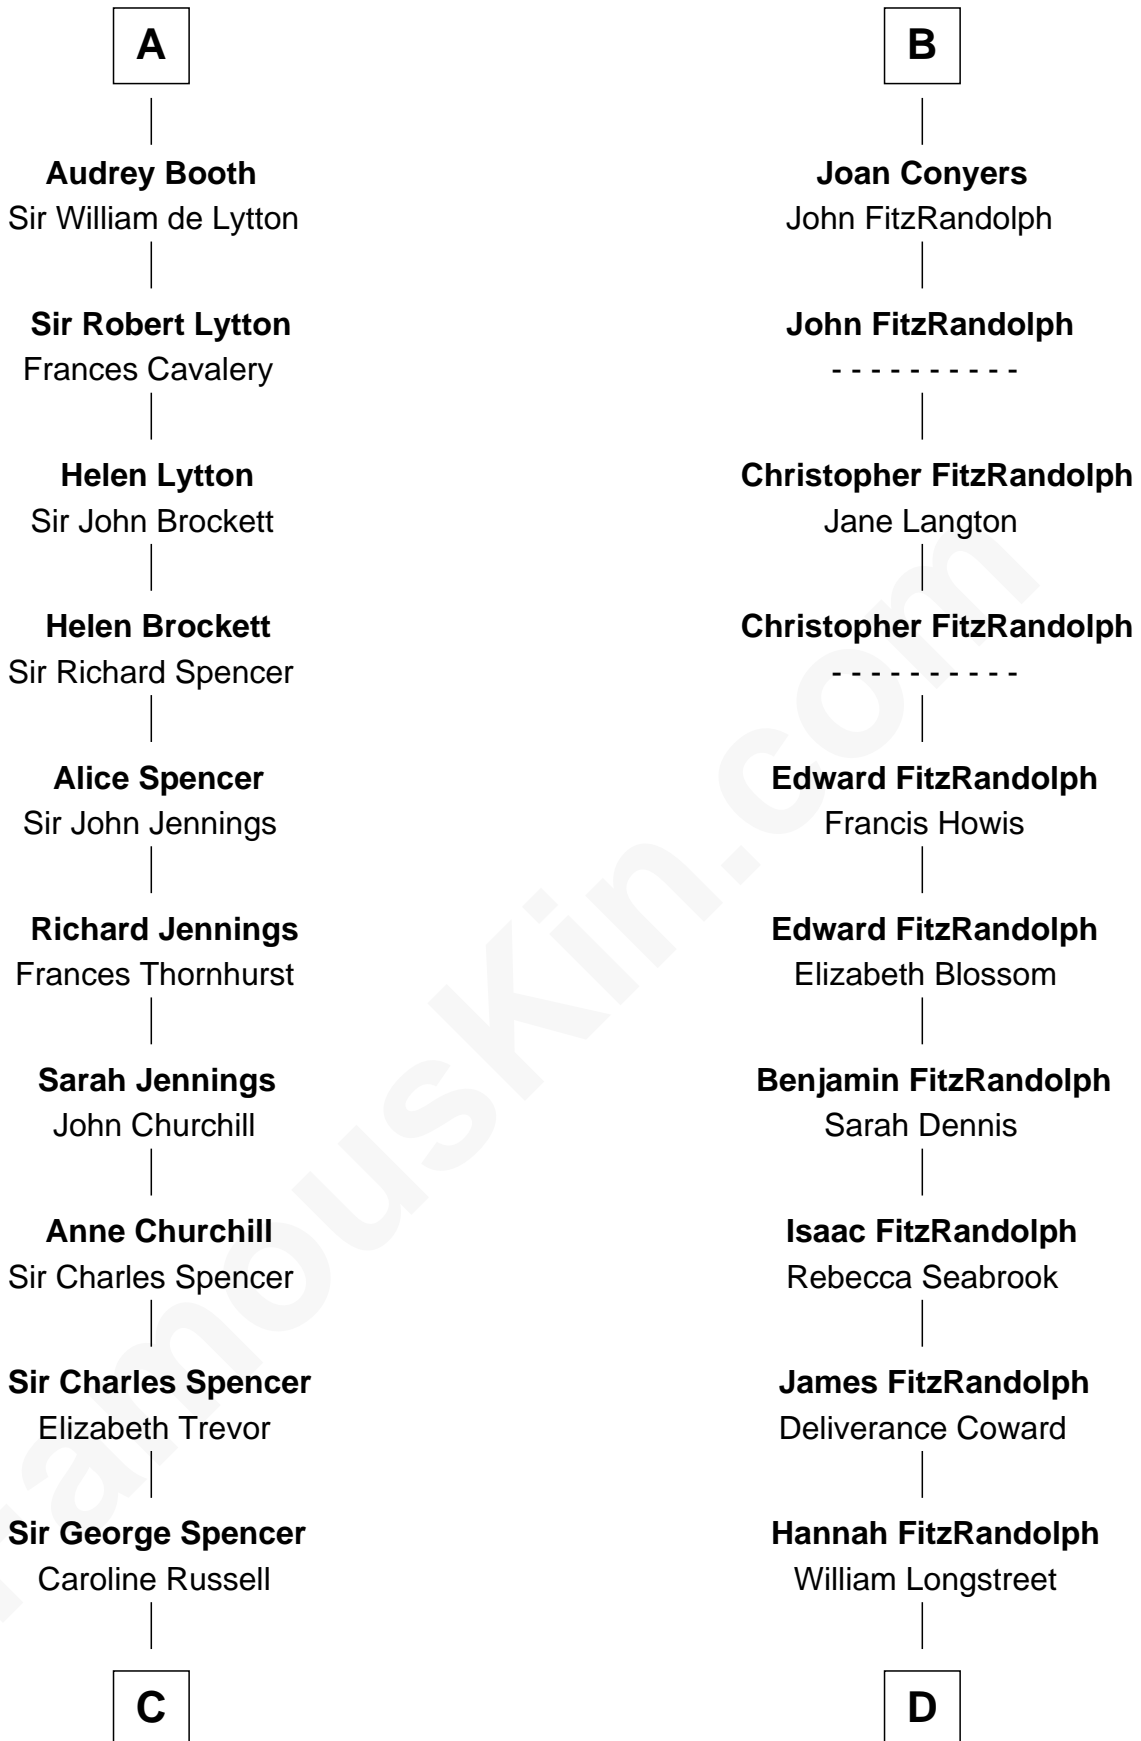 A
Audrey Booth
Sir William de Lytton
Sir Robert Lytton
Frances Cavalery
Helen Lytton
Sir John Brockett
Helen Brockett
Sir Richard Spencer
Alice Spencer
Sir John Jennings
Richard Jennings
Frances Thornhurst
Sarah Jennings
John Churchill
Anne Churchill
Sir Charles Spencer
Sir Charles Spencer
Elizabeth Trevor
Sir George Spencer
Caroline Russell
C
B
Joan Conyers
John FitzRandolph
John FitzRandolph
- - - - - - - - - -
Christopher FitzRandolph
Jane Langton
Christopher FitzRandolph
- - - - - - - - - -
Edward FitzRandolph
Francis Howis
Edward FitzRandolph
Elizabeth Blossom
Benjamin FitzRandolph
Sarah Dennis
Isaac FitzRandolph
Rebecca Seabrook
James FitzRandolph
Deliverance Coward
Hannah FitzRandolph
William Longstreet
D
FamousKin.com